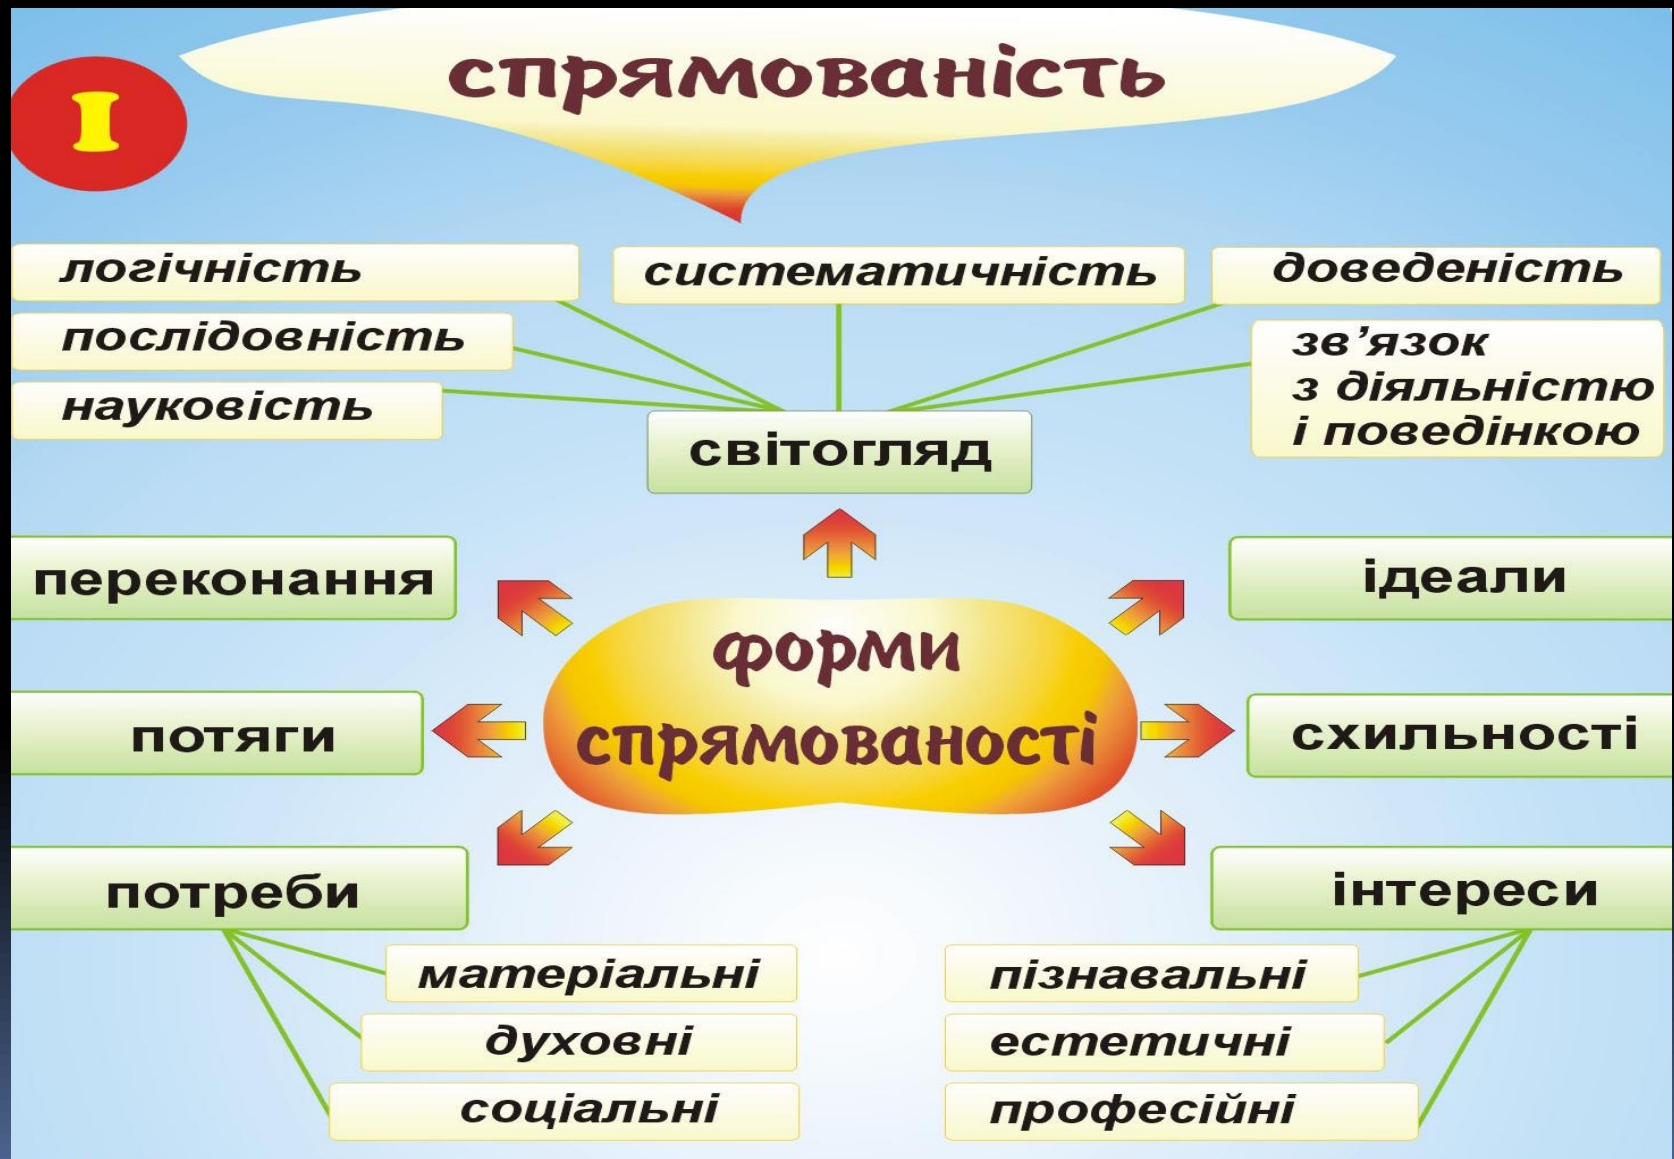 спрямованість
I
логічність
систематичність
доведеність
послідовність
зв’язок
з діяльністю
і поведінкою
науковість
світогляд
переконання
ідеали
форми
спрямованості
потяги
схильності
потреби
інтереси
матеріальні
духовні
соціальні
пізнавальні
естетичні
професійні